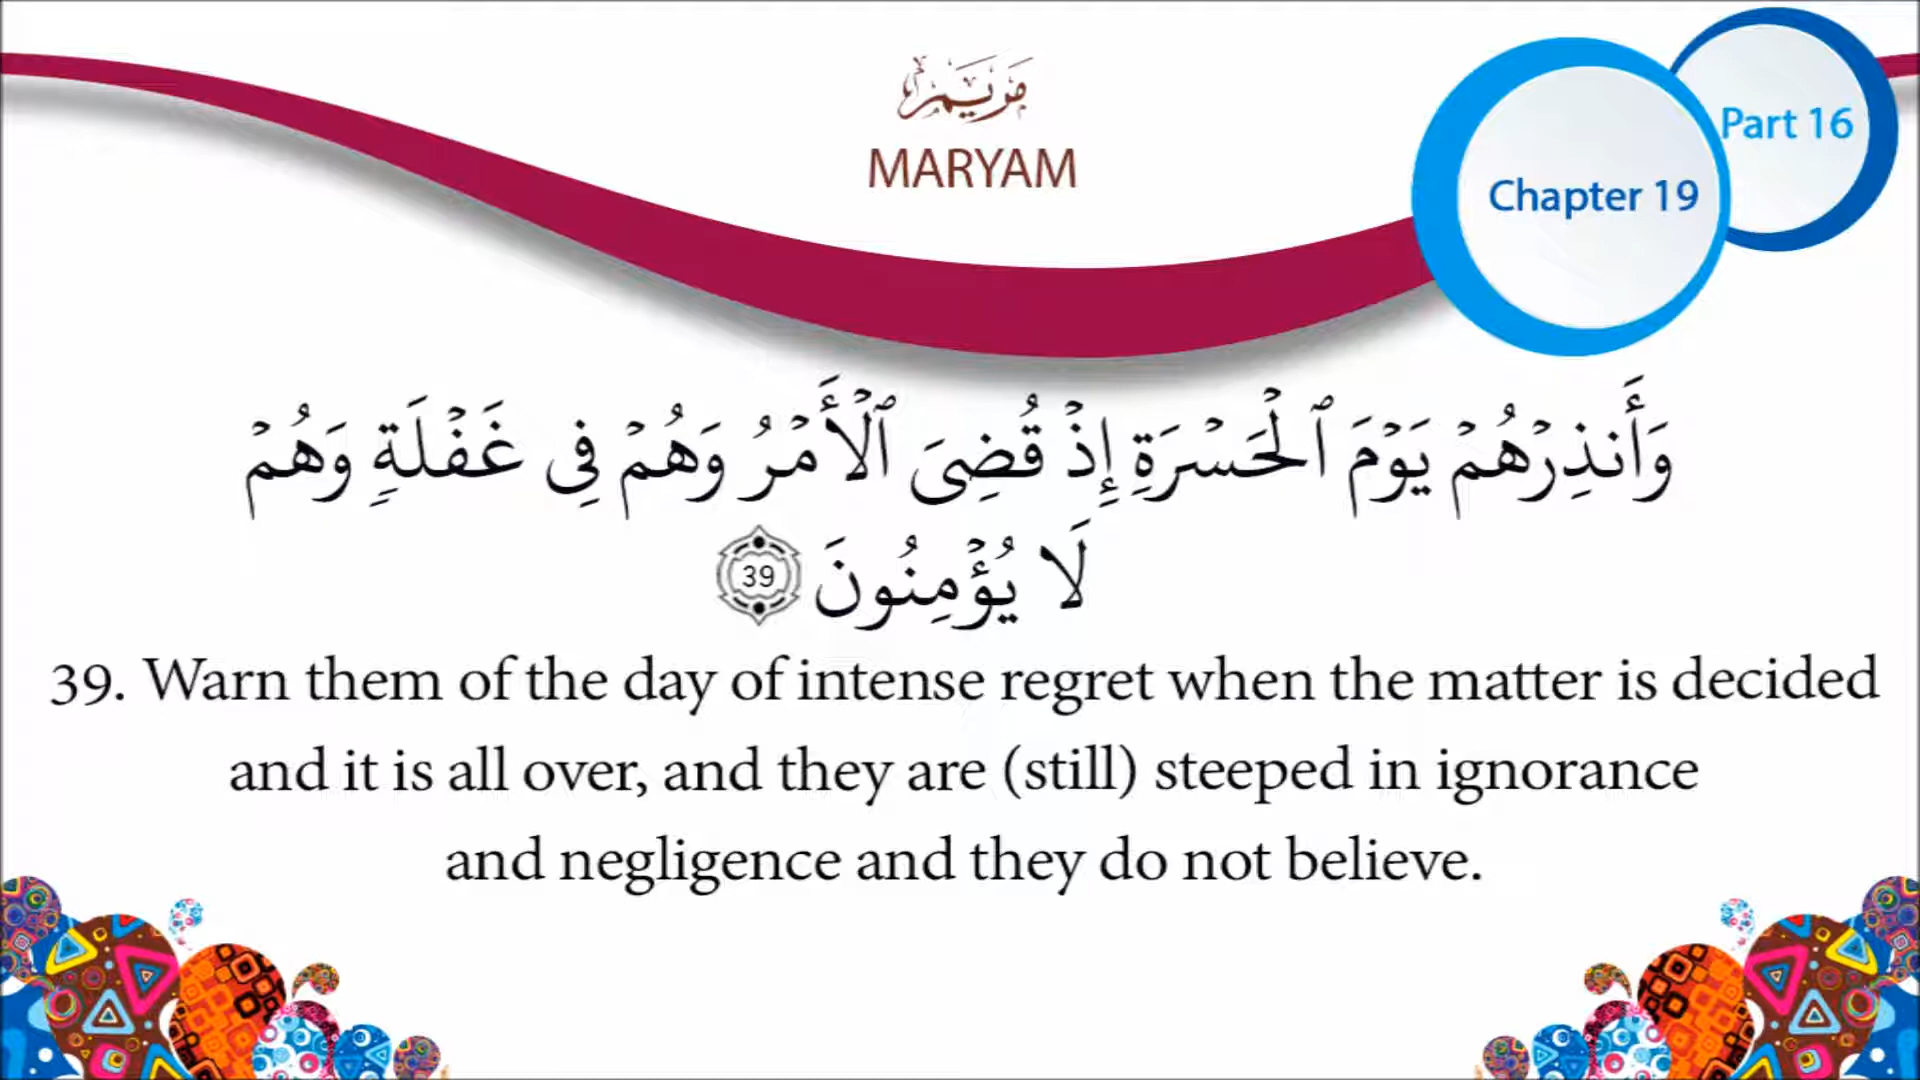 مَرْيَم
MARYAM
Part 16
Chapter 19
وَأَنذِرْهُمْ يَوْمَ ٱلْحَسْرَةِ إِذْ قُضِىَ ٱلْأَمْرُ وَهُمْ فِى غَفْلَةٍ وَهُمْ
لَا يُؤْمِنُونَ 39
39. Warn them of the day of intense regret when the matter is decided
and it is all over, and they are (still) steeped in ignorance
and negligence and they do not believe.